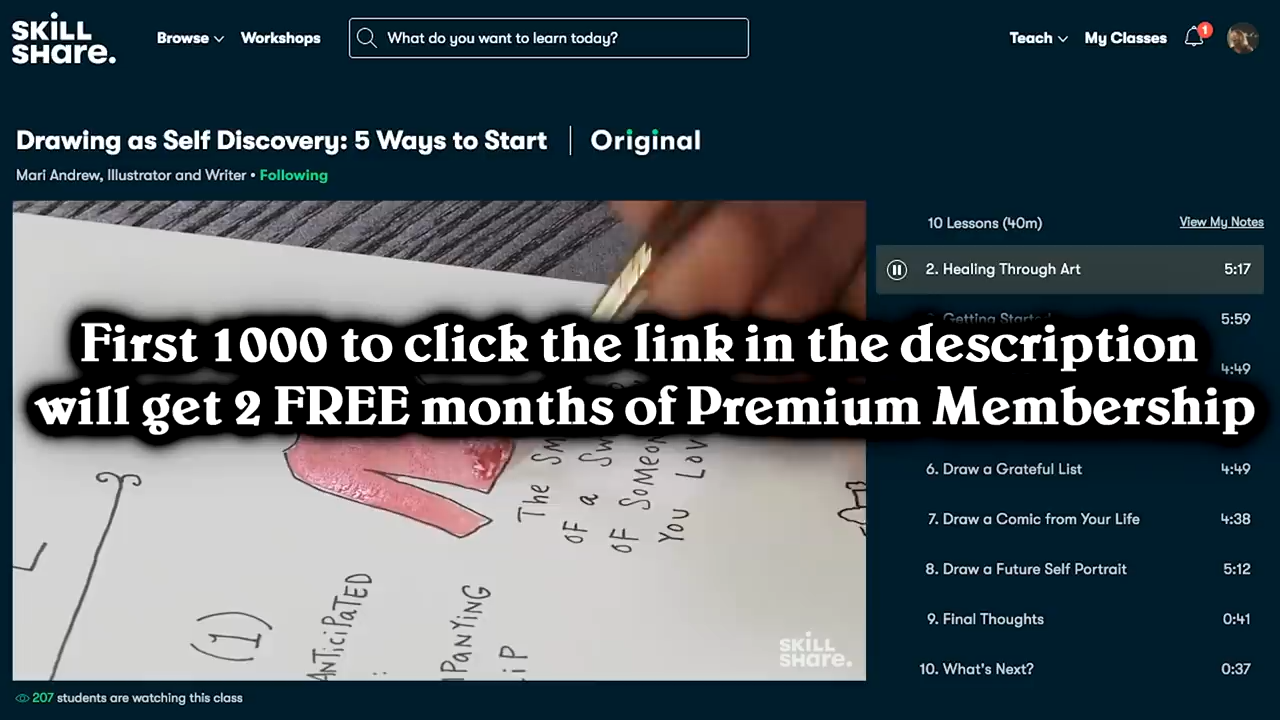 SKILL
SHARE.
Browse
Workshops
What do you want to learn today?
Teach
My Classes
1
Drawing as Self Discovery: 5 Ways to Start
Original
Mari Andrew, Illustrator and Writer • Following
10 Lessons (40m)
View My Notes
2. Healing Through Art
5:17
5:59
4:49
First 1000 to click the link in the description
will get 2 FREE months of Premium Membership
The SM
OF a Sw
OF SOMEON
YOU LOV
(1)
ANTICIPATED
PANYING
6. Draw a Grateful List
4:49
7. Draw a Comic from Your Life
4:38
8. Draw a Future Self Portrait
5:12
9. Final Thoughts
0:41
10. What's Next?
0:37
SKILL
SHARE.
207 students are watching this class